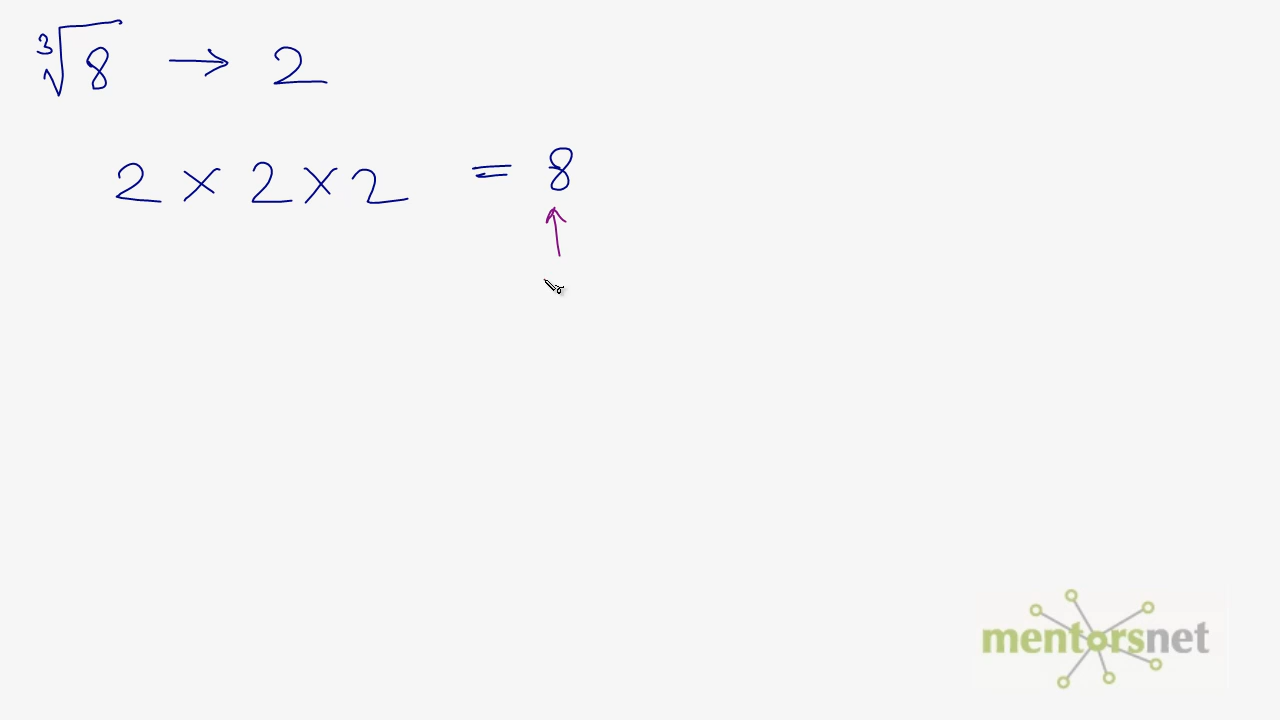 ∛8 → 2
2 × 2 × 2 = 8
mentorsnet